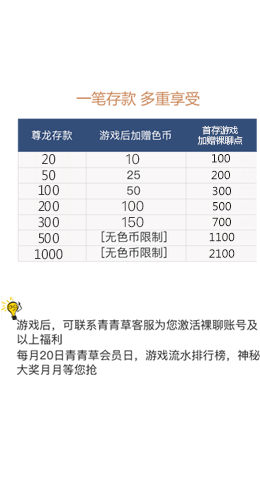 一笔存款 多重享受
尊龙存款 游戏后加赠色币 首存游戏加赠裸聊点
20 10 100
50 25 200
100 50 300
200 100 500
300 150 700
500 [无色币限制] 1100
1000 [无色币限制] 2100
游戏后，可联系青青草客服为您激活裸聊账号及
以上福利
每月20日青青草会员日，游戏流水排行榜，神秘
大奖月月等您抢